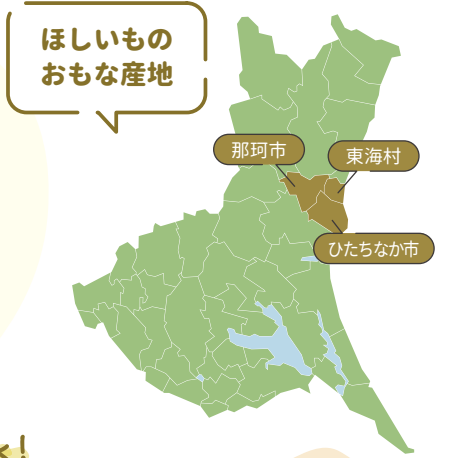 ほしいもの
おもな産地
那珂市
東海村
ひたちなか市